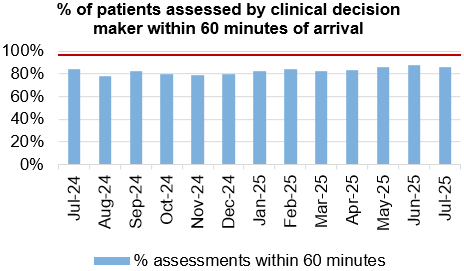 % of patients assessed by clinical decision
maker within 60 minutes of arrival
100%
80%
60%
40%
20%
0%
Jul-24
Aug-24
Sep-24
Oct-24
Nov-24
Dec-24
Jan-25
Feb-25
Mar-25
Apr-25
May-25
Jun-25
Jul-25
% assessments within 60 minutes